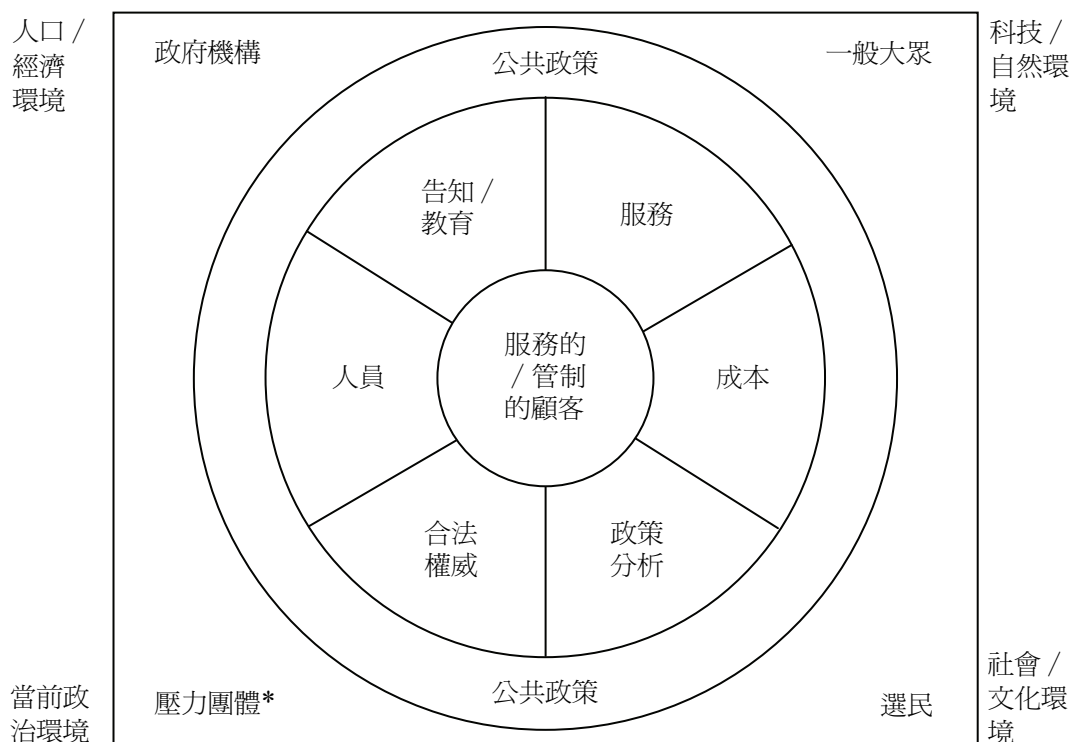 人口 /
經濟
環境
政府機構
公共政策
一般大眾
科技 /
自然環
境
告知 /
教育
服務
人員
服務的
/ 管制
的顧客
成本
合法
權威
政策
分析
當前政
治環境
壓力團體*
公共政策
選民
社會 /
文化環
境